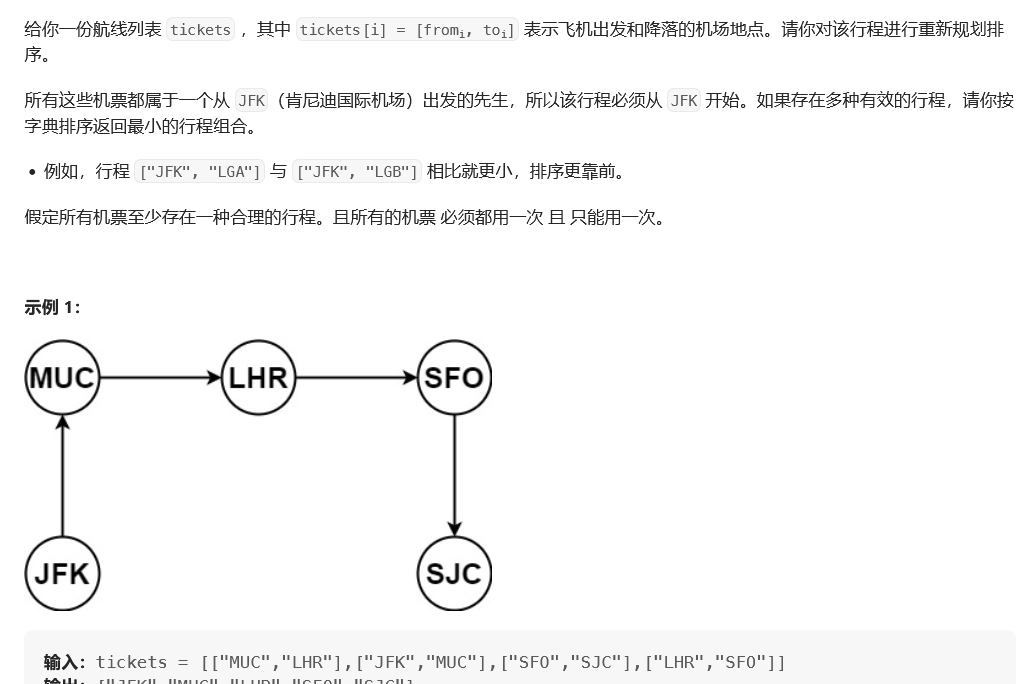 给你一份航线列表 tickets ，其中 tickets[i] = [fromi, toi] 表示飞机出发和降落的机场地点。请你对该行程进行重新规划排
序。
所有这些机票都属于一个从 JFK（肯尼迪国际机场）出发的先生，所以该行程必须从 JFK 开始。如果存在多种有效的行程，请你按
字典排序返回最小的行程组合。
• 例如，行程 ["JFK", "LGA"] 与 ["JFK", "LGB"] 相比就更小，排序更靠前。
假定所有机票至少存在一种合理的行程。且所有的机票 必须都用一次 且 只能用一次。
示例 1：
MUC LHR SFO
JFK SJC
输入：tickets = [["MUC","LHR"],["JFK","MUC"],["SFO","SJC"],["LHR","SFO"]]
输出：["JFK","MUC","LHR","SFO","SJC"]